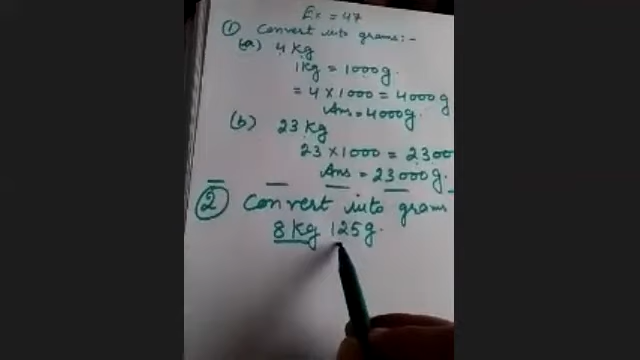 Ex = 47
① Convert into grams:-
(a) 4 Kg
1Kg = 1000g.
= 4 × 1000 = 4000g
Ans = 4000g.
(b) 23 Kg
23 × 1000 = 2300
Ans = 23000g.
② Convert into grams
8 kg 125g.